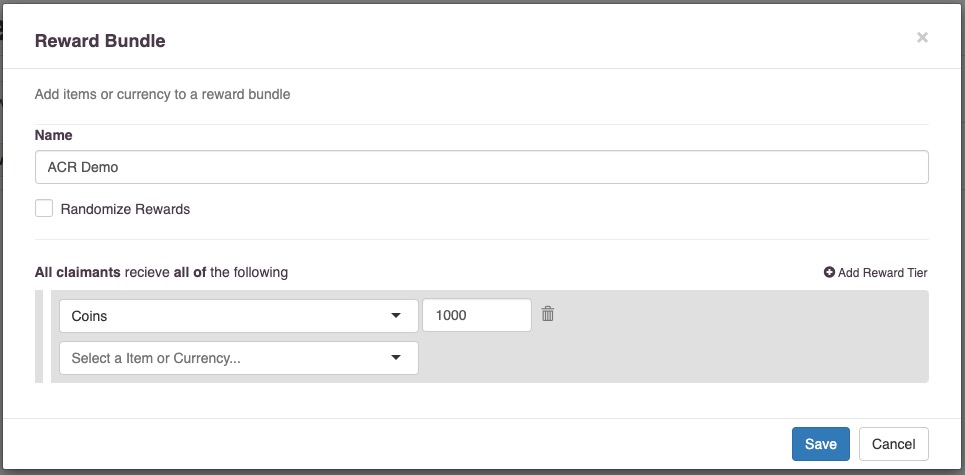 Reward Bundle ×
Add items or currency to a reward bundle
Name
ACR Demo
Randomize Rewards
All claimants recieve all of the following Add Reward Tier
Coins 1000
Select a Item or Currency...
Save Cancel